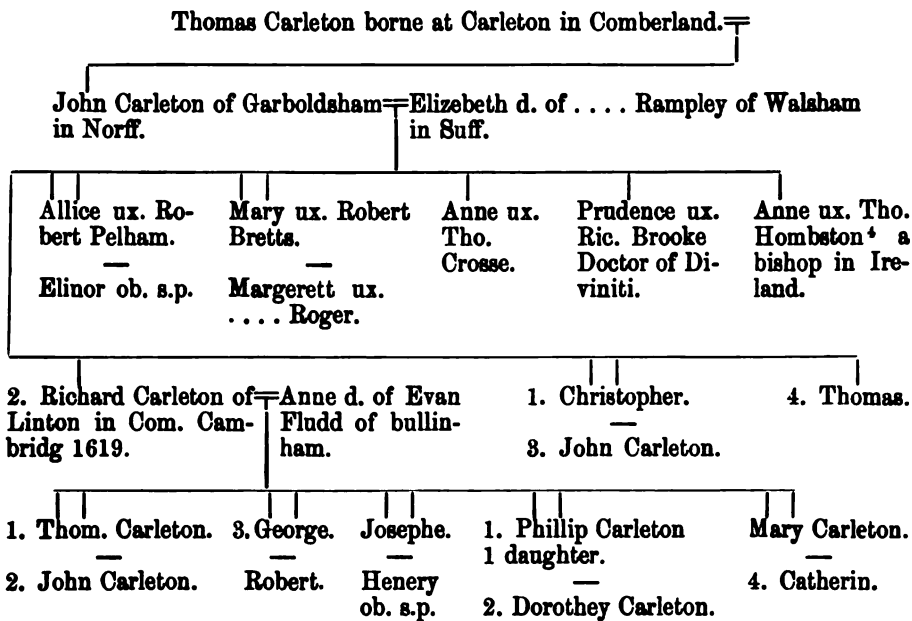 Thomas Carleton borne at Carleton in Comberland.
John Carleton of Garboldsham
in Norff.
Elizebeth d. of .... Rampley of Walsham
in Suff.
Allice ux. Ro-
bert Pelham.
—
Elinor ob. s.p.
Mary ux. Robert
Bretts.
—
Margerett ux.
.... Roger.
Anne ux.
Tho.
Crosse.
Prudence ux.
Ric. Brooke
Doctor of Di-
viniti.
Anne ux. Tho.
Hombston⁴ a
bishop in Ire-
land.
2. Richard Carleton of
Linton in Com. Cam-
bridg 1619.
Anne d. of Evan
Fludd of bullin-
ham.
1. Christopher.
—
3. John Carleton.
4. Thomas.
1. Thom. Carleton.
—
2. John Carleton.
3. George.
—
Robert.
Josephe.
—
Henery
ob. s.p.
1. Phillip Carleton
1 daughter.
—
2. Dorothey Carleton.
Mary Carleton.
—
4. Catherin.